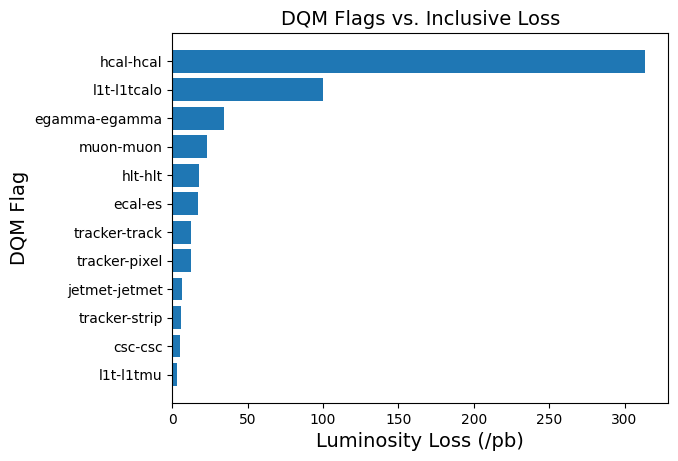 DQM Flags vs. Inclusive Loss
DQM Flag
hcal-hcal
l1t-l1tcalo
egamma-egamma
muon-muon
hlt-hlt
ecal-es
tracker-track
tracker-pixel
jetmet-jetmet
tracker-strip
csc-csc
l1t-l1tmu
0 50 100 150 200 250 300
Luminosity Loss (/pb)